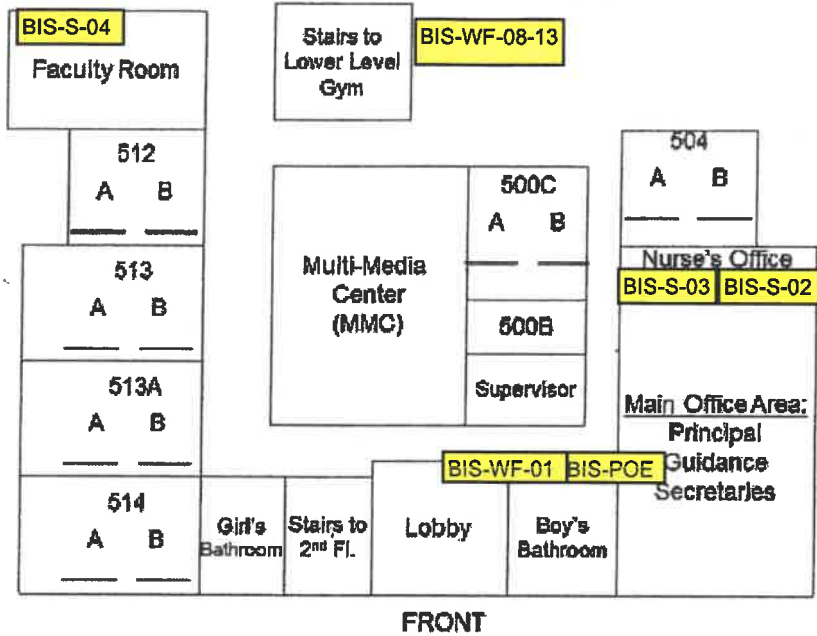 BIS-S-04
Faculty Room
Stairs to
Lower Level
Gym
BIS-WF-08-13
512
A B
504
A B
500C
A B
Multi-Media
Center
(MMC)
500B
Supervisor
Nurse's Office
BIS-S-03 BIS-S-02
513
A B
513A
A B
Main Office Area:
Principal
Guidance
Secretaries
BIS-WF-01 BIS-POE
514
A B
Girl's
Bathroom
Stairs to
2nd Fl.
Lobby
Boy's
Bathroom
FRONT